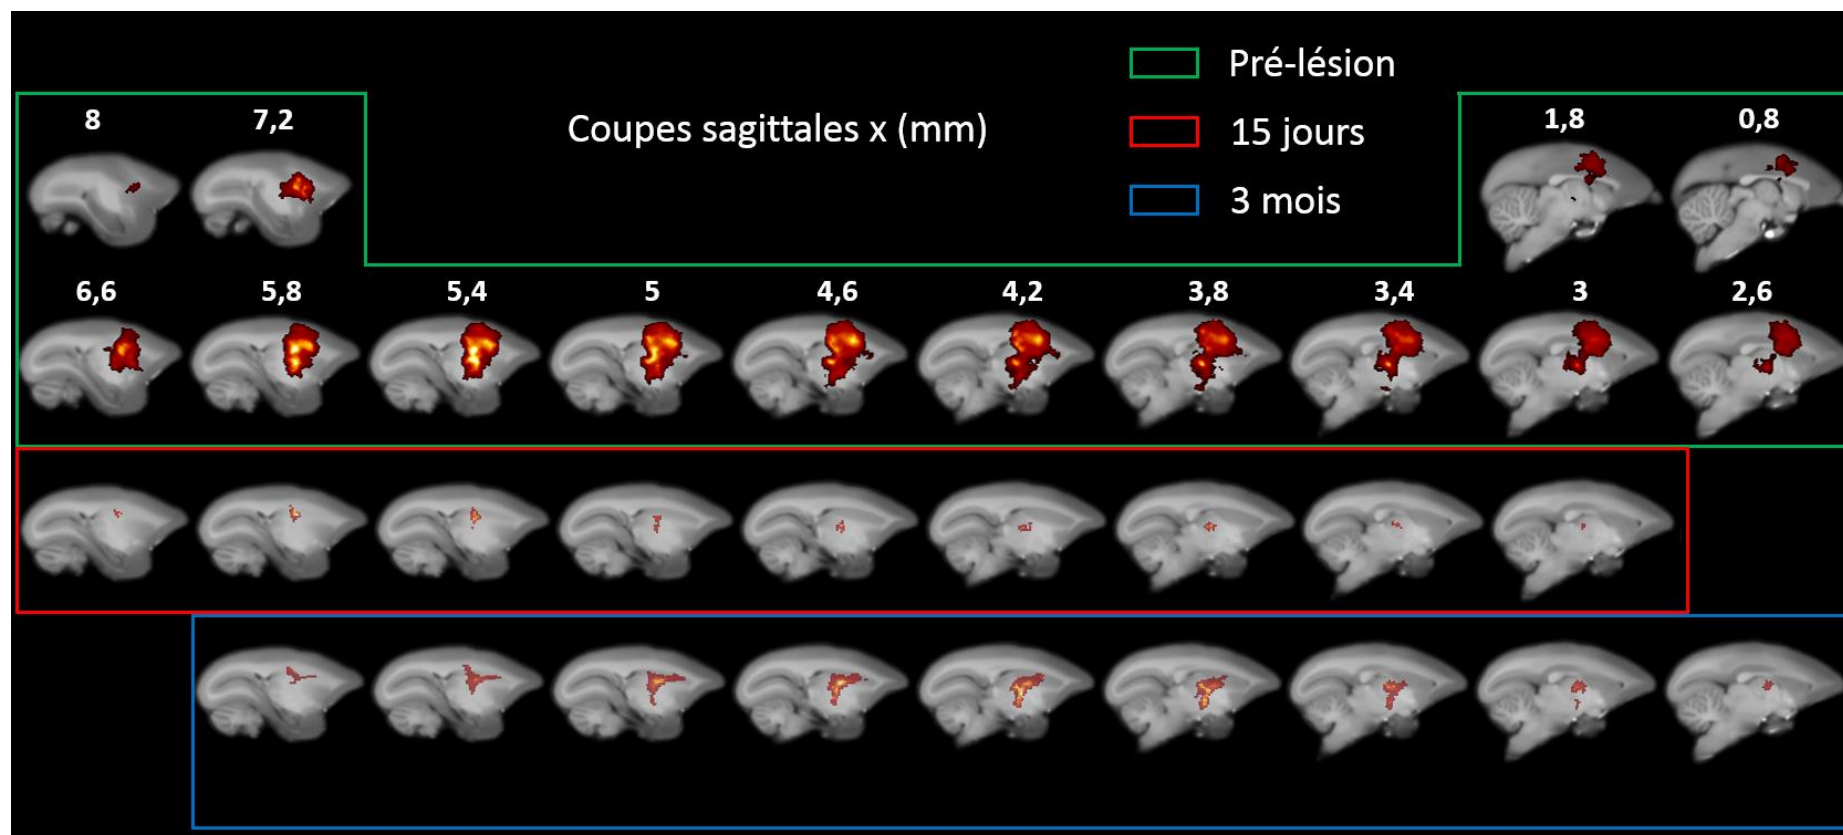 Pré-lésion
8 7,2 Coupes sagittales x (mm) 15 jours 1,8 0,8
3 mois
6,6 5,8 5,4 5 4,6 4,2 3,8 3,4 3 2,6